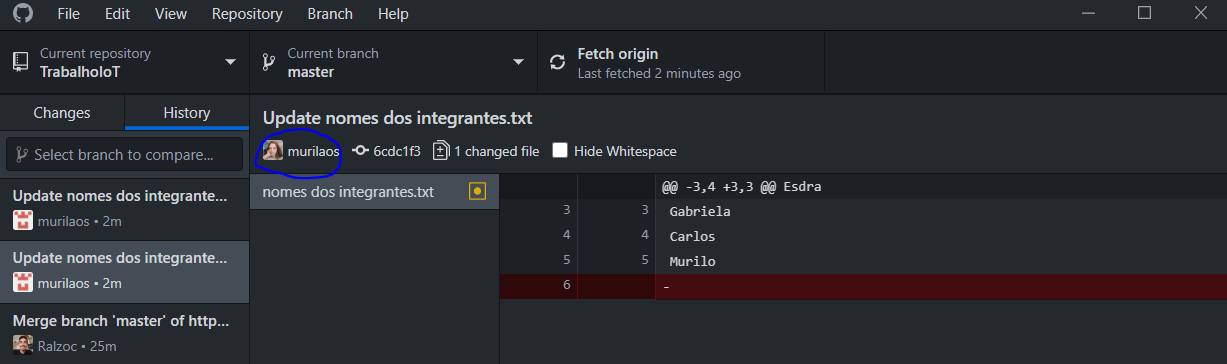 File Edit View Repository Branch Help
Current repository
TrabalhoIoT
Current branch
master
Fetch origin
Last fetched 2 minutes ago
Changes
History
Select branch to compare...
Update nomes dos integrante...
murilaos • 2m
Update nomes dos integrante...
murilaos • 2m
Merge branch 'master' of http...
Ralzoc • 25m
Update nomes dos integrantes.txt
murilaos 6cdc1f3 1 changed file Hide Whitespace
nomes dos integrantes.txt
@@ -3,4 +3,3 @@ Esdra
3 3 Gabriela
4 4 Carlos
5 5 Murilo
6 -